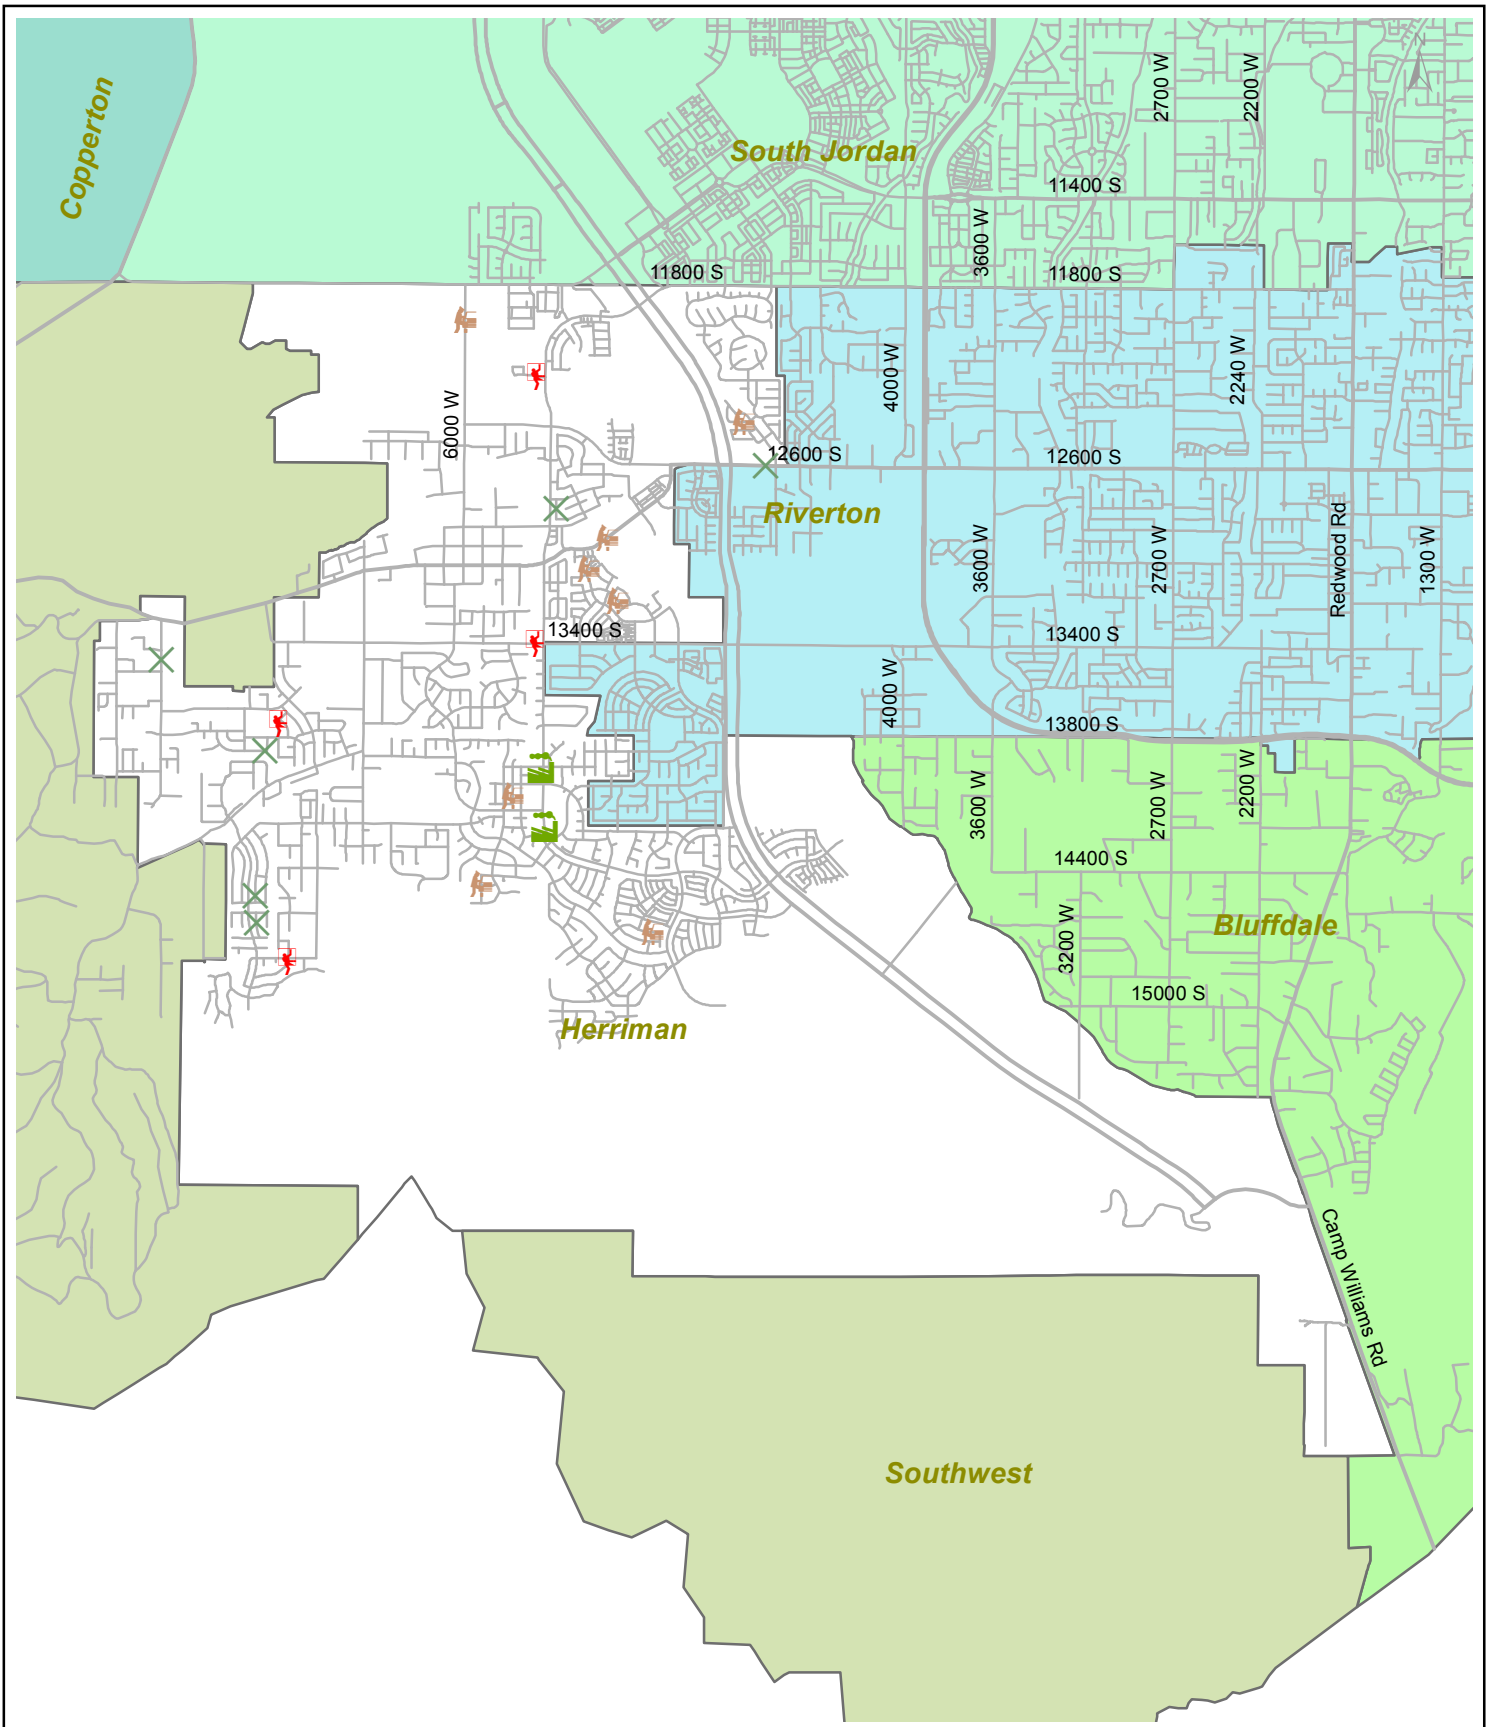 N
2700 W
2200 W
Copperton
South Jordan
11400 S
3600 W
11800 S
11800 S
4000 W
2240 W
6000 W
12600 S
12600 S
Riverton
Redwood Rd
3600 W
2700 W
1300 W
13400 S
13400 S
4000 W
13800 S
3600 W
2700 W
2200 W
14400 S
Bluffdale
3200 W
15000 S
Herriman
Camp Williams Rd
Southwest